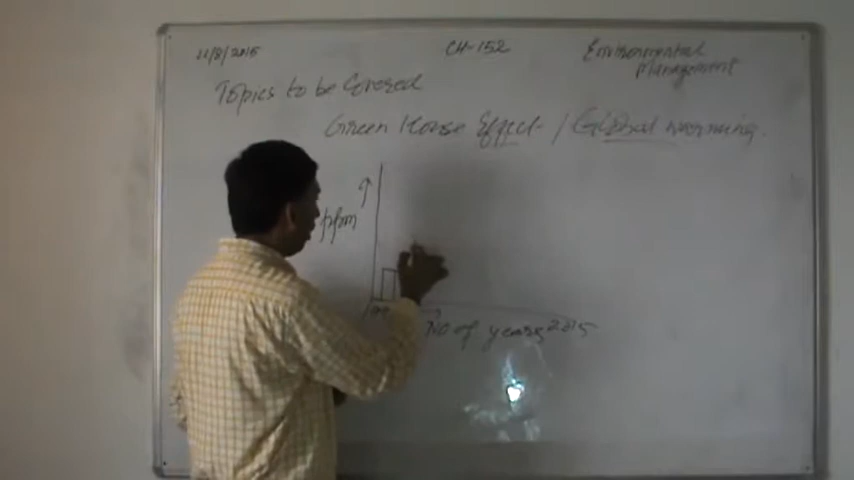 21/8/2015
CH-152
Environmental
Management
Topics to be Covered
Green House Effect / Global warming.
ppm
No of years 2015